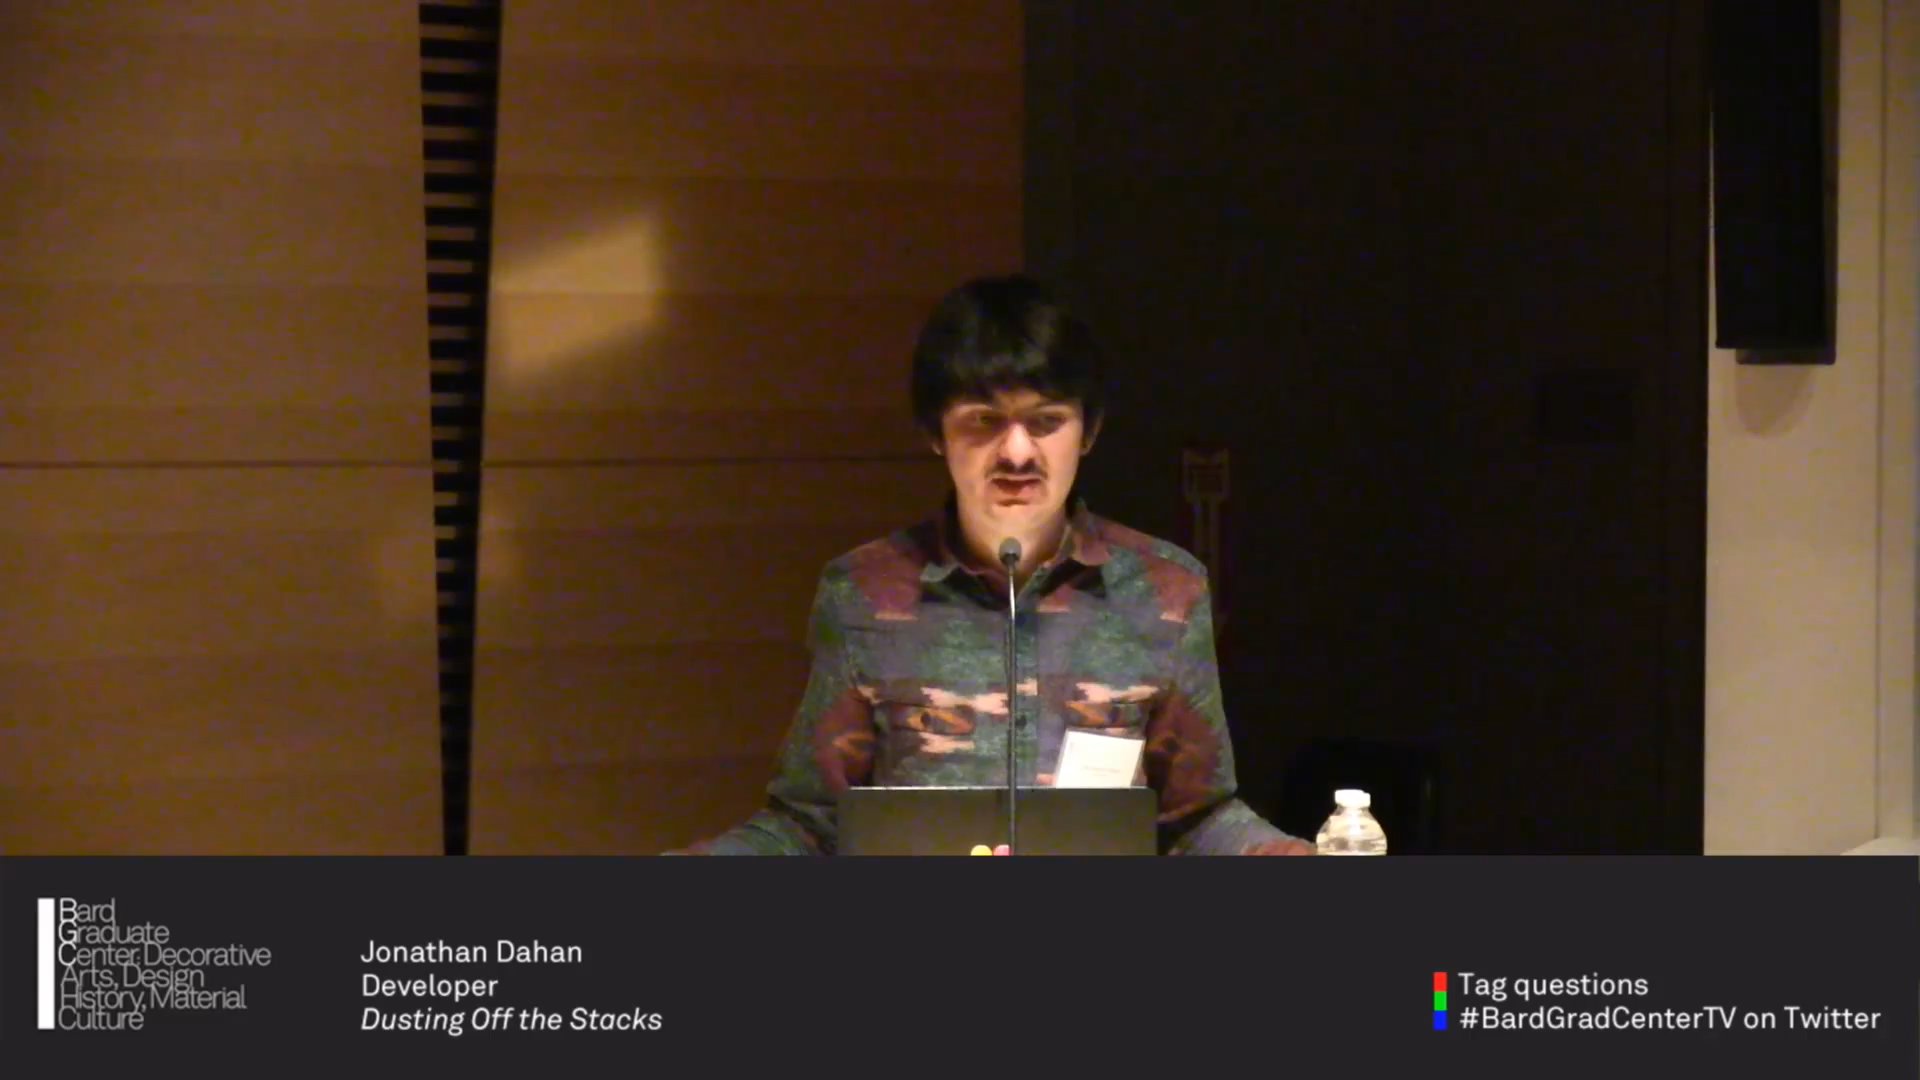 Bard
Graduate
Center: Decorative
Arts, Design
History, Material
Culture
Jonathan Dahan
Developer
Dusting Off the Stacks
Tag questions
#BardGradCenterTV on Twitter